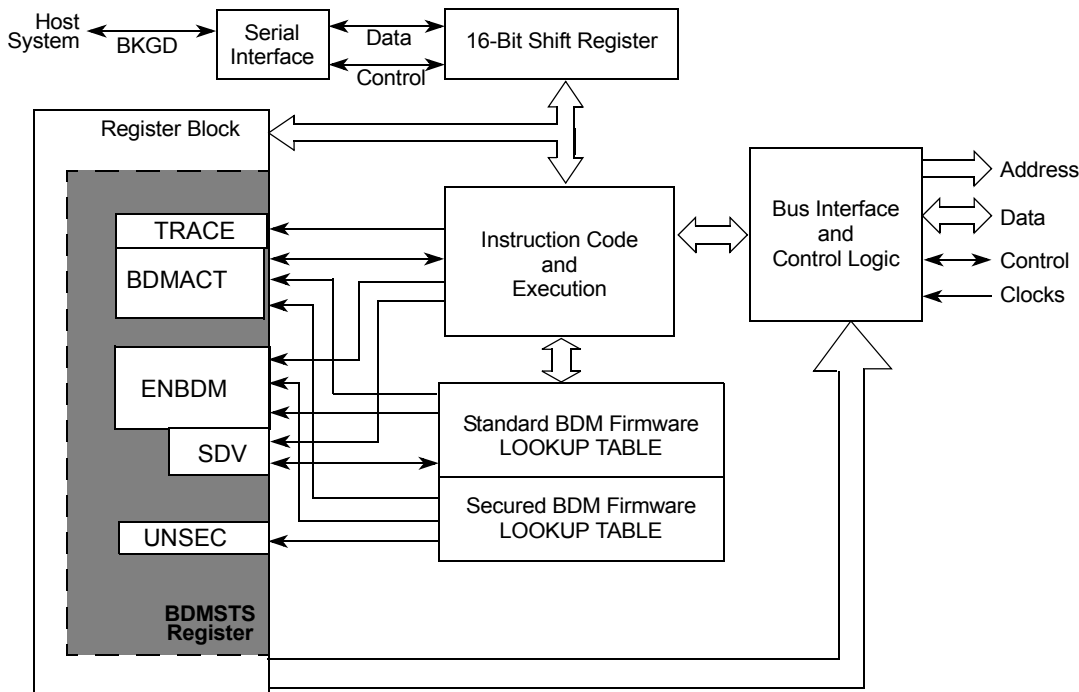 Host
System
BKGD
Serial
Interface
Data
Control
16-Bit Shift Register
Register Block
TRACE
BDMACT
ENBDM
SDV
UNSEC
BDMSTS
Register
Instruction Code
and
Execution
Standard BDM Firmware
LOOKUP TABLE
Secured BDM Firmware
LOOKUP TABLE
Bus Interface
and
Control Logic
Address
Data
Control
Clocks